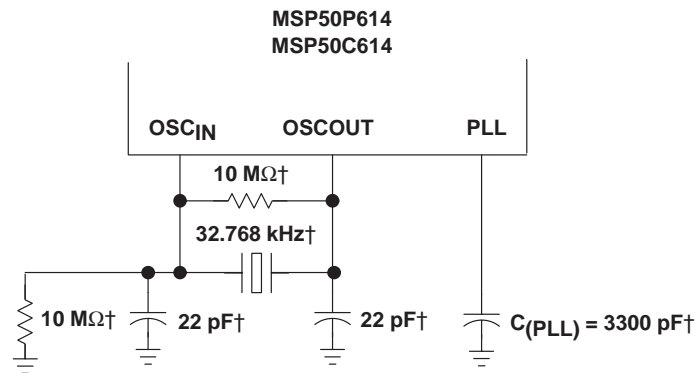 MSP50P614
MSP50C614
OSCIN OSCOUT PLL
10 MΩ†
32.768 kHz†
10 MΩ† 22 pF† 22 pF† C(PLL) = 3300 pF†